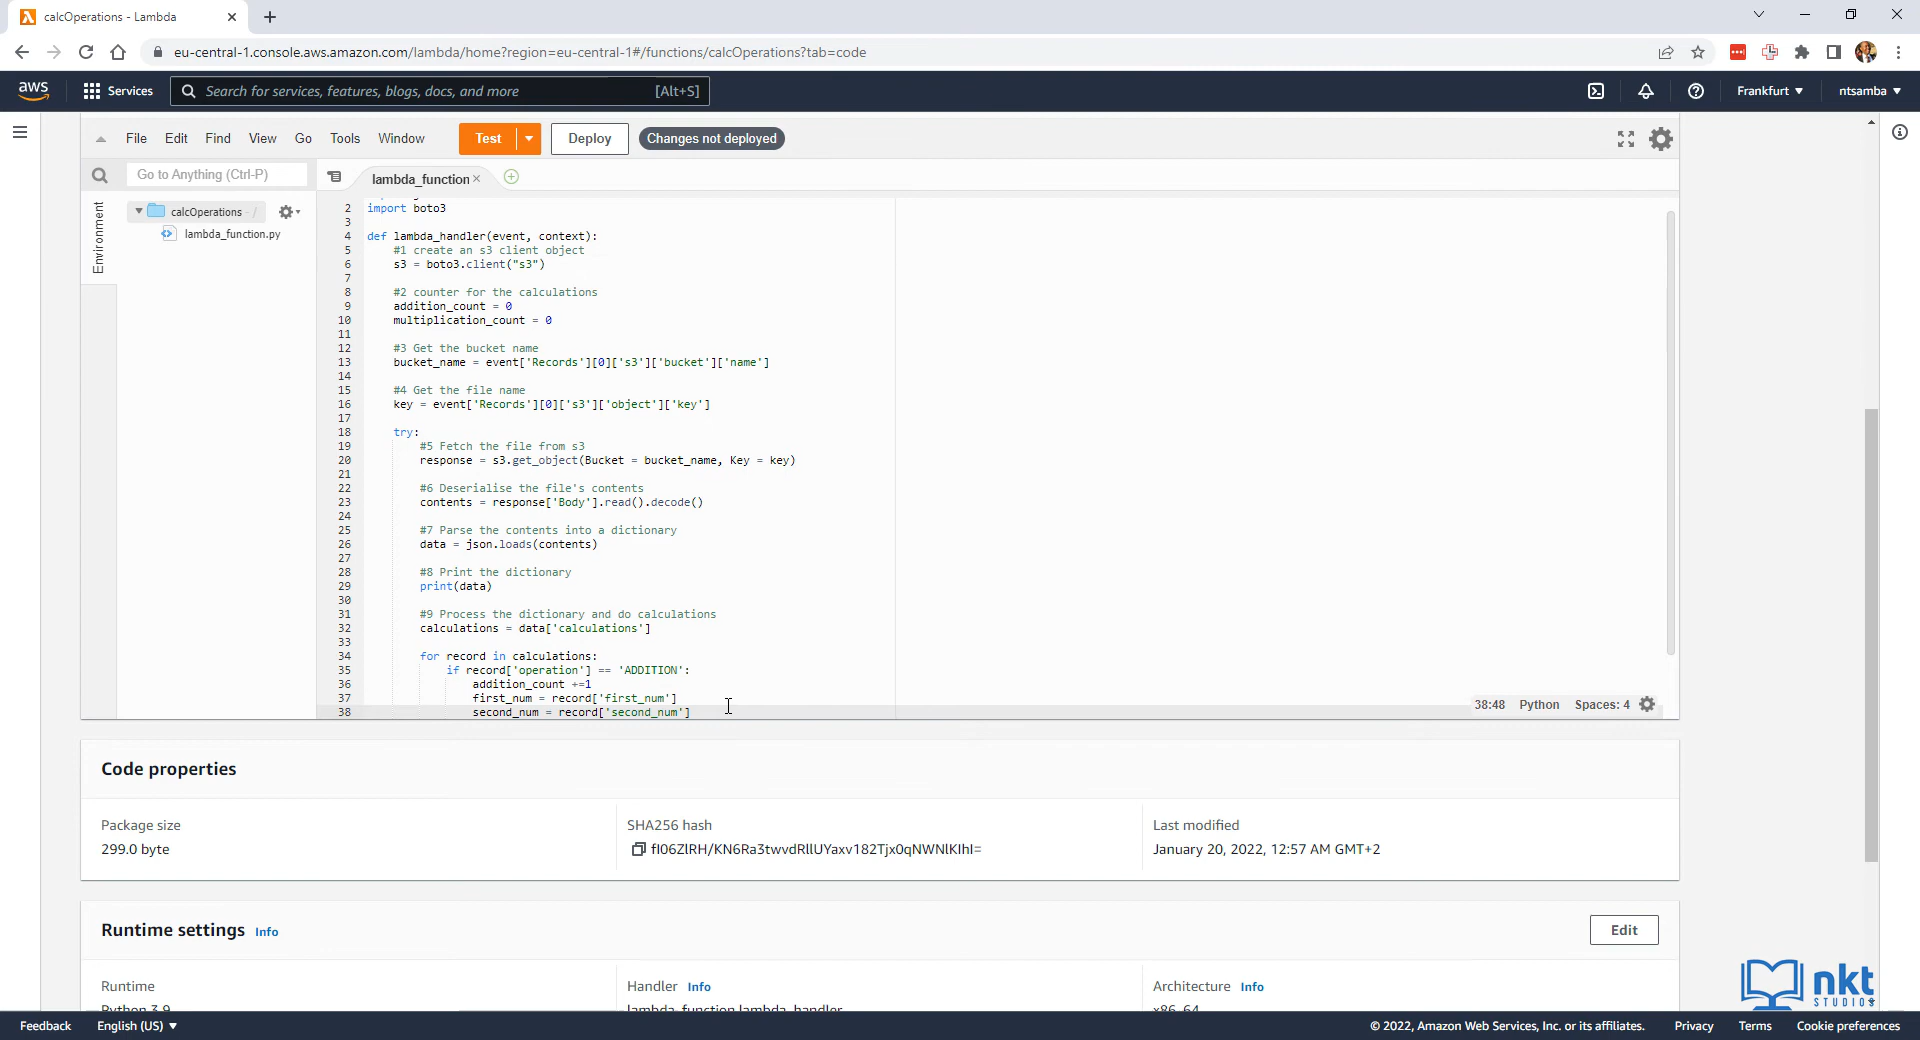 calcOperations - Lambda
eu-central-1.console.aws.amazon.com/lambda/home?region=eu-central-1#/functions/calcOperations?tab=code
aws Services Search for services, features, blogs, docs, and more [Alt+S] Frankfurt ntsamba
File Edit Find View Go Tools Window Test Deploy Changes not deployed
Go to Anything (Ctrl-P) lambda_function
Environment
calcOperations - /
lambda_function.py
2 import boto3
3
4 def lambda_handler(event, context):
5 #1 create an s3 client object
6 s3 = boto3.client("s3")
7
8 #2 counter for the calculations
9 addition_count = 0
10 multiplication_count = 0
11
12 #3 Get the bucket name
13 bucket_name = event['Records'][0]['s3']['bucket']['name']
14
15 #4 Get the file name
16 key = event['Records'][0]['s3']['object']['key']
17
18 try:
19 #5 Fetch the file from s3
20 response = s3.get_object(Bucket = bucket_name, Key = key)
21
22 #6 Deserialise the file's contents
23 contents = response['Body'].read().decode()
24
25 #7 Parse the contents into a dictionary
26 data = json.loads(contents)
27
28 #8 Print the dictionary
29 print(data)
30
31 #9 Process the dictionary and do calculations
32 calculations = data['calculations']
33
34 for record in calculations:
35 if record['operation'] == 'ADDITION':
36 addition_count +=1
37 first_num = record['first_num']
38 second_num = record['second_num']
38:48 Python Spaces: 4
Code properties
Package size
299.0 byte
SHA256 hash
fI06ZlRH/KN6Ra3twvdRllUYaxv182Tjx0qNWNlKIhI=
Last modified
January 20, 2022, 12:57 AM GMT+2
Runtime settings Info
Edit
Runtime
Python 3.9
Handler Info
lambda_function.lambda_handler
Architecture Info
x86_64
nkt
STUDIOS
Feedback English (US) © 2022, Amazon Web Services, Inc. or its affiliates. Privacy Terms Cookie preferences